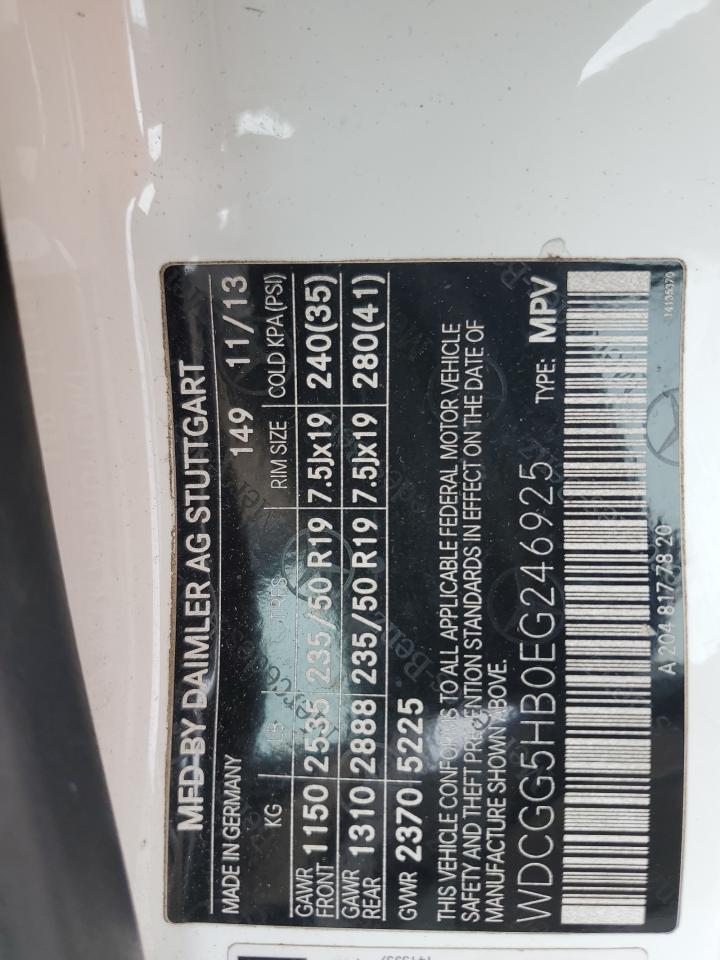 MFD BY DAIMLER AG STUTTGART
MADE IN GERMANY 149 11/13
KG LB TIRES RIM SIZE COLD KPA(PSI)
GAWR FRONT 1150 2535 235/50 R19 7.5Jx19 240(35)
GAWR REAR 1310 2888 235/50 R19 7.5Jx19 280(41)
GVWR 2370 5225
THIS VEHICLE CONFORMS TO ALL APPLICABLE FEDERAL MOTOR VEHICLE
SAFETY AND THEFT PREVENTION STANDARDS IN EFFECT ON THE DATE OF
MANUFACTURE SHOWN ABOVE.
WDCGG5HB0EG246925 TYPE: MPV
A 204 817 78 20 14135370